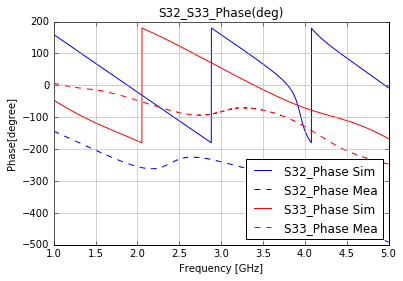 S32_S33_Phase(deg)
200
100
0
−100
−200
−300
−400
−500
Phase[degree]
1.0 1.5 2.0 2.5 3.0 3.5 4.0 4.5 5.0
Frequency [GHz]
S32_Phase Sim
S32_Phase Mea
S33_Phase Sim
S33_Phase Mea